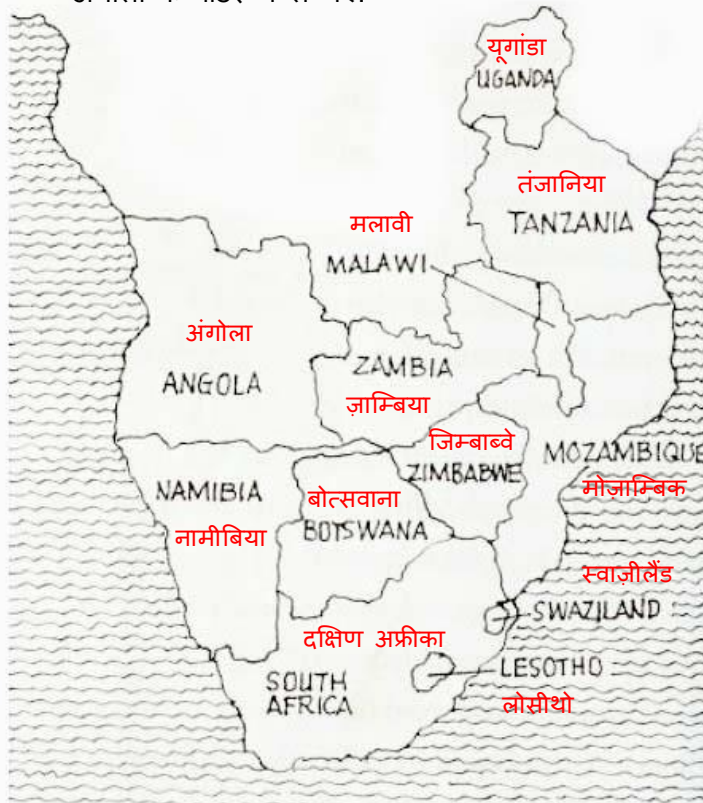 यूगांडा
UGANDA
तंजानिया
TANZANIA
मलावी
MALAWI
अंगोला
ANGOLA
ZAMBIA
ज़ाम्बिया
जिम्बाब्वे
ZIMBABWE
MOZAMBIQUE
मोज़ाम्बिक
NAMIBIA
नामीबिया
बोत्सवाना
BOTSWANA
स्वाज़ीलैंड
SWAZILAND
दक्षिण अफ्रीका
SOUTH
AFRICA
LESOTHO
लोसीथो